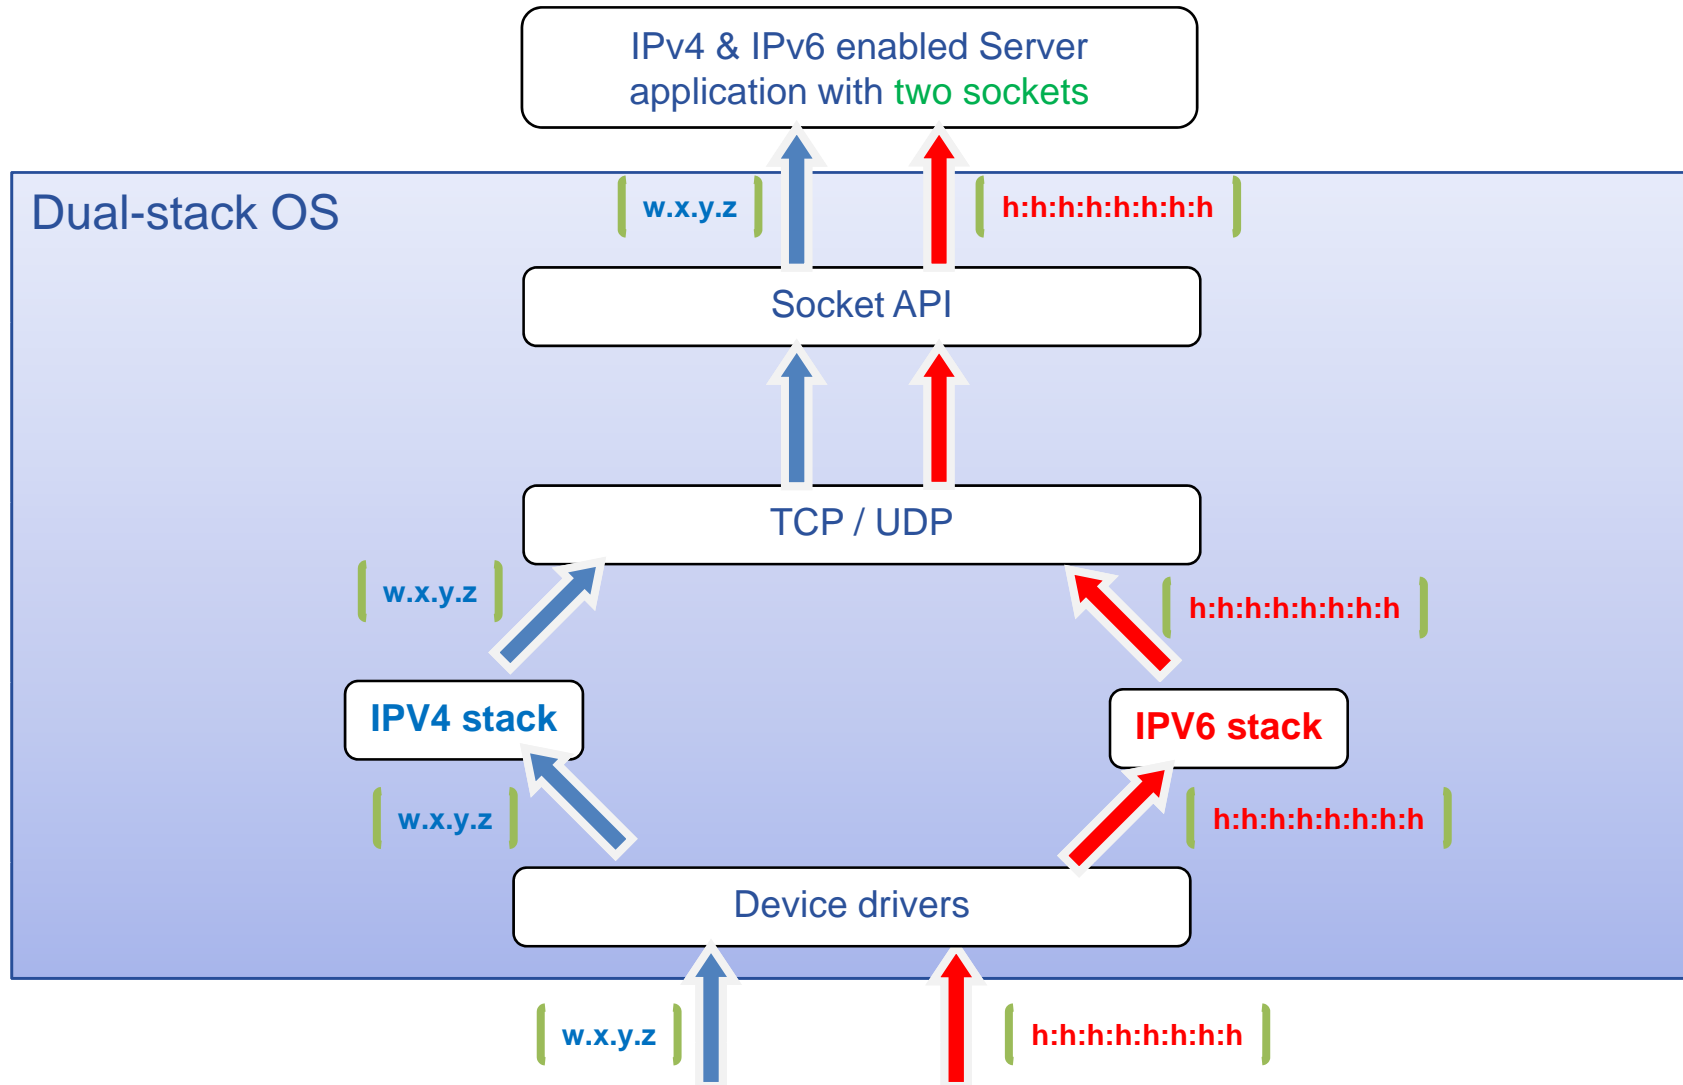 IPv4 & IPv6 enabled Server
application with two sockets
Dual-stack OS
w.x.y.z
h:h:h:h:h:h:h:h
Socket API
TCP / UDP
w.x.y.z
h:h:h:h:h:h:h:h
IPV4 stack
IPV6 stack
w.x.y.z
h:h:h:h:h:h:h:h
Device drivers
w.x.y.z
h:h:h:h:h:h:h:h